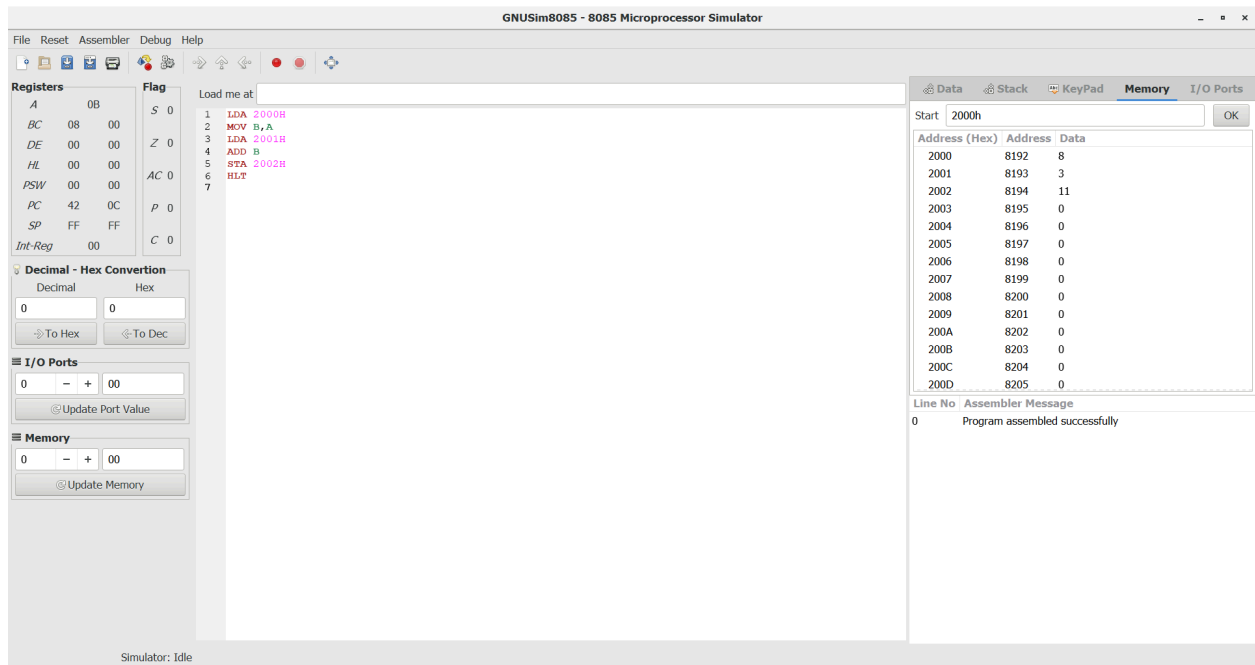 GNUSim8085 - 8085 Microprocessor Simulator
File Reset Assembler Debug Help
Registers
A 0B
BC 08 00
DE 00 00
HL 00 00
PSW 00 00
PC 42 0C
SP FF FF
Int-Reg 00
Flag
S 0
Z 0
AC 0
P 0
C 0
Decimal - Hex Convertion
Decimal Hex
0 0
To Hex To Dec
I/O Ports
0 − + 00
Update Port Value
Memory
0 − + 00
Update Memory
Load me at
1 LDA 2000H
2 MOV B,A
3 LDA 2001H
4 ADD B
5 STA 2002H
6 HLT
7
Data Stack KeyPad Memory I/O Ports
Start 2000h OK
Address (Hex) Address Data
2000 8192 8
2001 8193 3
2002 8194 11
2003 8195 0
2004 8196 0
2005 8197 0
2006 8198 0
2007 8199 0
2008 8200 0
2009 8201 0
200A 8202 0
200B 8203 0
200C 8204 0
200D 8205 0
Line No Assembler Message
0 Program assembled successfully
Simulator: Idle